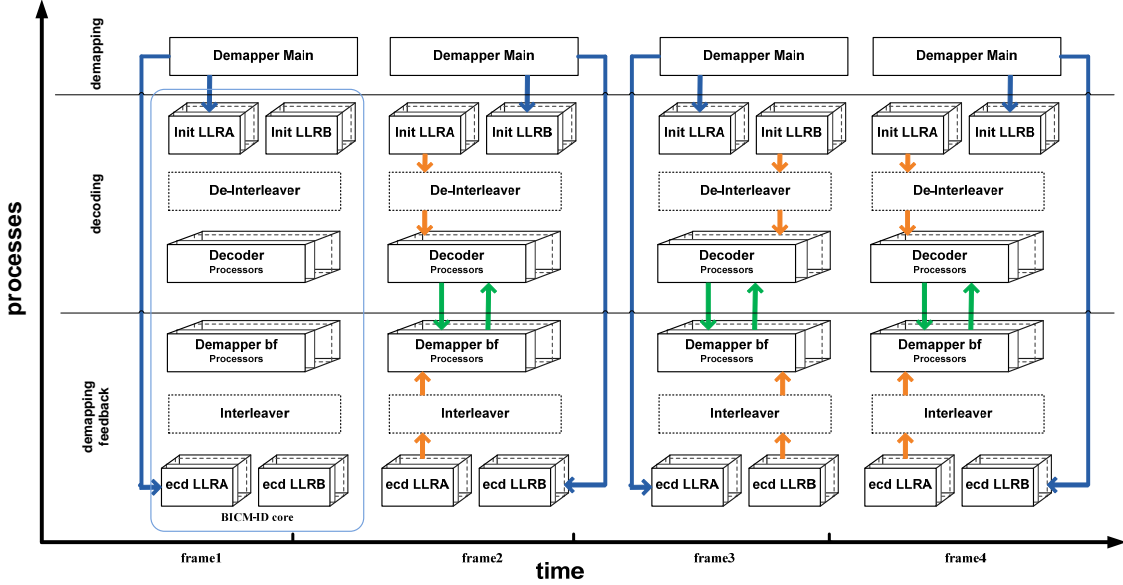 demapping
Demapper Main
Demapper Main
Demapper Main
Demapper Main
Init LLRA
Init LLRB
Init LLRA
Init LLRB
Init LLRA
Init LLRB
Init LLRA
Init LLRB
decoding
De-Interleaver
De-Interleaver
De-Interleaver
De-Interleaver
processes
Decoder
Processors
Decoder
Processors
Decoder
Processors
Decoder
Processors
Demapper bf
Processors
Demapper bf
Processors
Demapper bf
Processors
Demapper bf
Processors
demapping
feedback
Interleaver
Interleaver
Interleaver
Interleaver
ecd LLRA
ecd LLRB
ecd LLRA
ecd LLRB
ecd LLRA
ecd LLRB
ecd LLRA
ecd LLRB
BICM-ID core
frame1
frame2
frame3
frame4
time